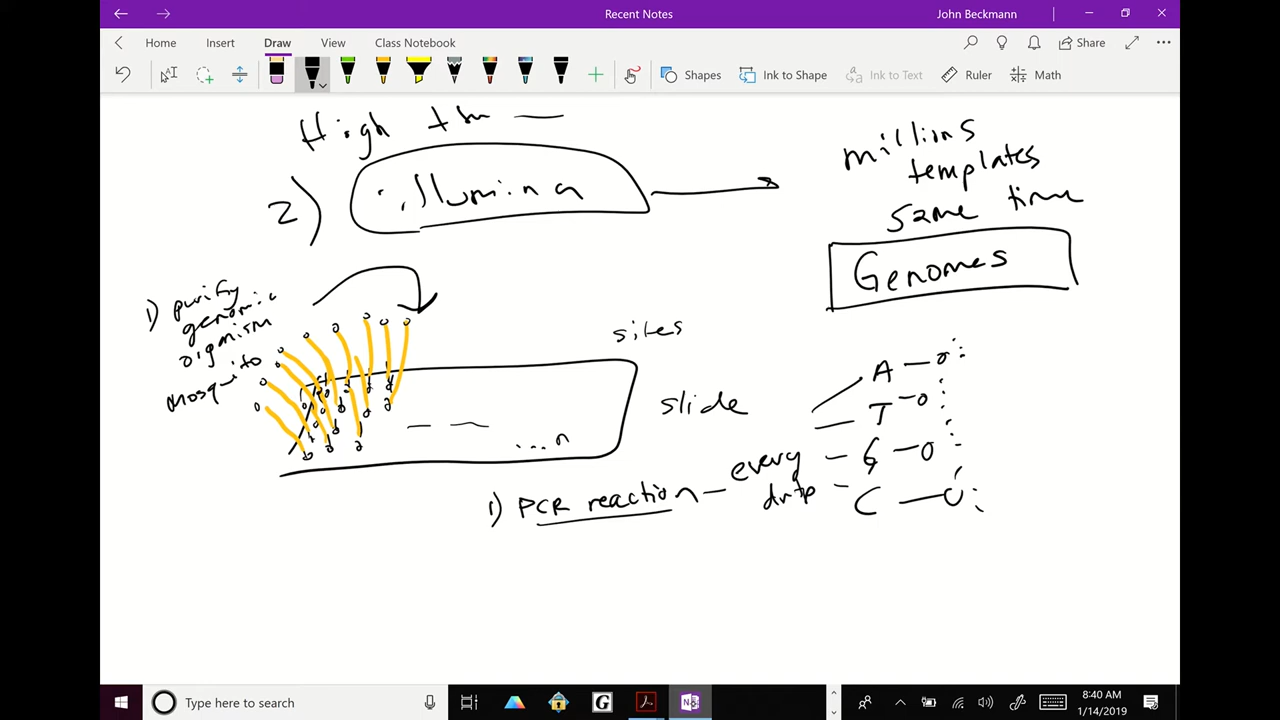 Recent Notes
John Beckmann
Home Insert Draw View Class Notebook
Share
Shapes
Ink to Shape
Ink to Text
Ruler
Math
High th
2) illumina
millions
templates
same time
Genomes
1) purify
genomic
organism
mosquito
sites
slide
...n
A
T
G
C
1) PCR reaction - every
dNTP
Type here to search
8:40 AM
1/14/2019